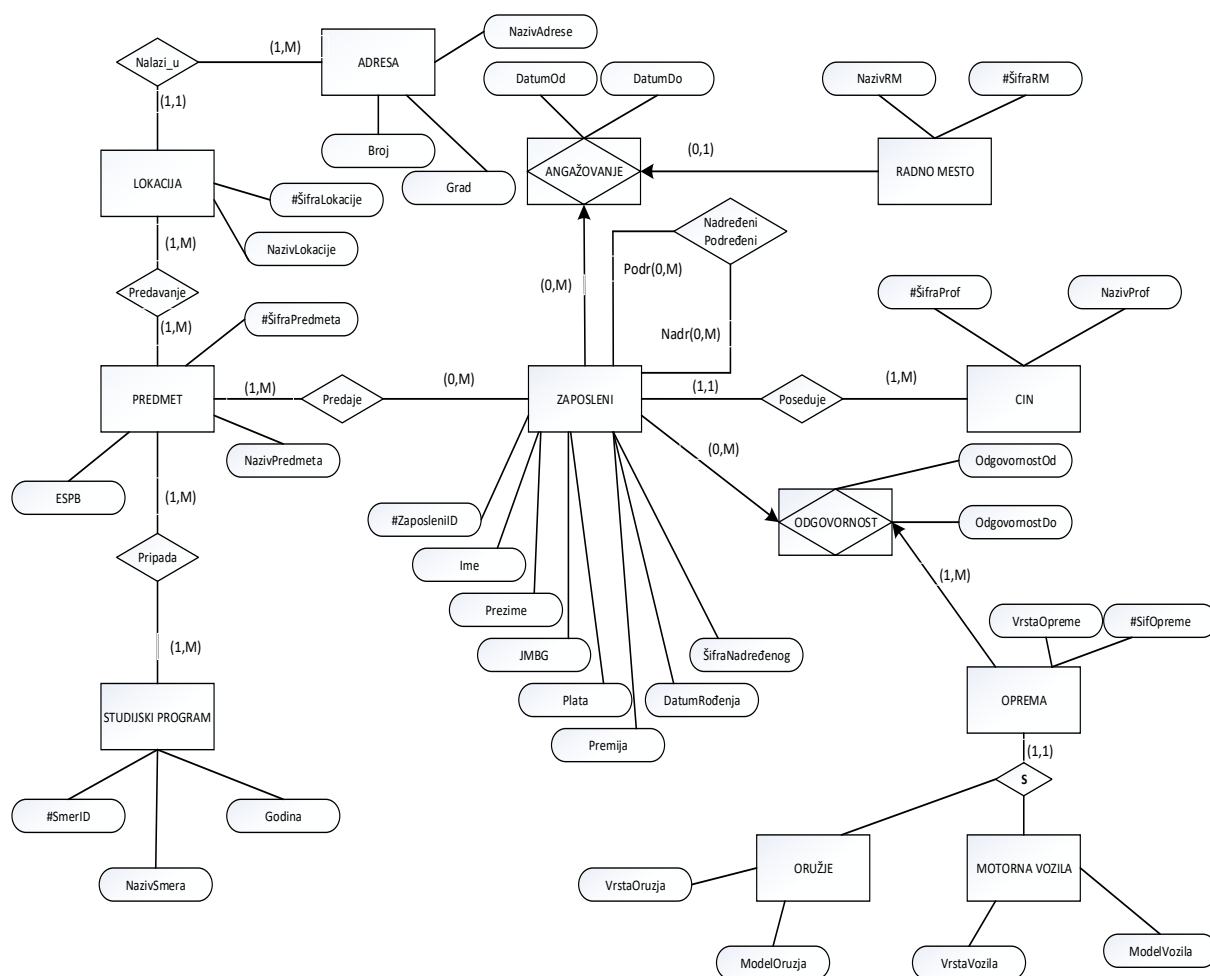 NazivAdrese
(1,M)
ADRESA
Nalazi_u
DatumOd
DatumDo
NazivRM
#ŠifraRM
(1,1)
Broj
(0,1)
LOKACIJA
ANGAŽOVANJE
RADNO MESTO
Grad
#ŠifraLokacije
Nadređeni
Podređeni
(1,M)
NazivLokacije
Podr(0,M)
(0,M)
Predavanje
#ŠifraProf
NazivProf
#ŠifraPredmeta
(1,M)
Nadr(0,M)
(1,M)
(0,M)
(1,1)
(1,M)
PREDMET
Predaje
ZAPOSLENI
Poseduje
CIN
NazivPredmeta
(0,M)
OdgovornostOd
ESPB
(1,M)
#ZaposleniID
ODGOVORNOST
OdgovornostDo
Pripada
Ime
(1,M)
Prezime
VrstaOpreme
#SifOpreme
(1,M)
JMBG
ŠifraNadređenog
Plata
DatumRođenja
OPREMA
STUDIJSKI PROGRAM
Premija
(1,1)
S
#SmerID
Godina
NazivSmera
VrstaOruzja
ORUŽJE
MOTORNA VOZILA
ModelOruzja
VrstaVozila
ModelVozila